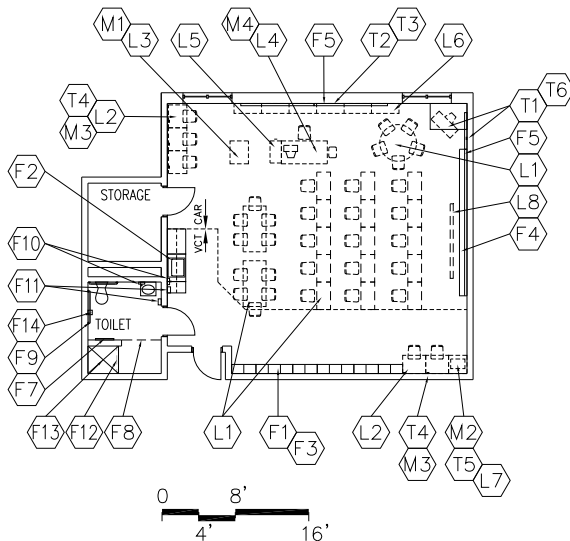 M1 L3 L5 M4 L4 F5 T2 T3 L6
T4 L2 M3
T1 T6
F5
F2
L1
STORAGE
L8
VCT CAR
F4
F10
F11
TOILET
F14
F9
F7
F13 F12 F8
L1 F1 F3 L2 T4 M3 M2 T5 L7
0 8'
4' 16'